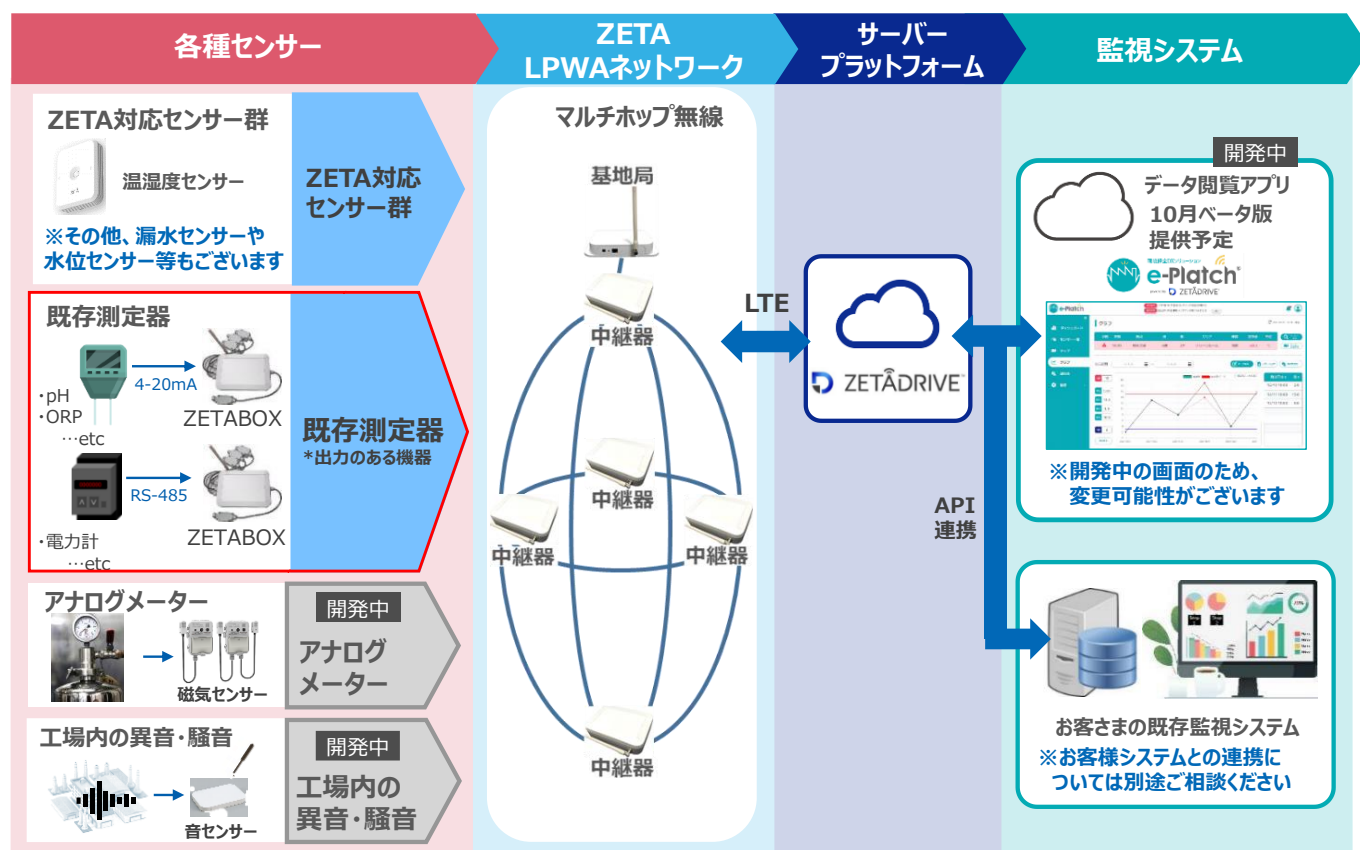 各種センサー
ZETA
LPWAネットワーク
サーバー
プラットフォーム
監視システム
ZETA対応センサー群
温湿度センサー
※その他、漏水センサーや
水位センサー等もございます
ZETA対応
センサー群
既存測定器
4-20mA
・pH
・ORP
…etc
ZETABOX
RS-485
・電力計
…etc
ZETABOX
既存測定器
*出力のある機器
アナログメーター
磁気センサー
開発中
アナログ
メーター
工場内の異音・騒音
音センサー
開発中
工場内の
異音・騒音
マルチホップ無線
基地局
中継器
中継器
中継器
中継器
中継器
LTE
ZETADRIVE
API
連携
開発中
データ閲覧アプリ
10月ベータ版
提供予定
e-Platch
ZETADRIVE
e-Platch
グラフ
※開発中の画面のため、
変更可能性がございます
お客さまの既存監視システム
※お客様システムとの連携に
ついては別途ご相談ください